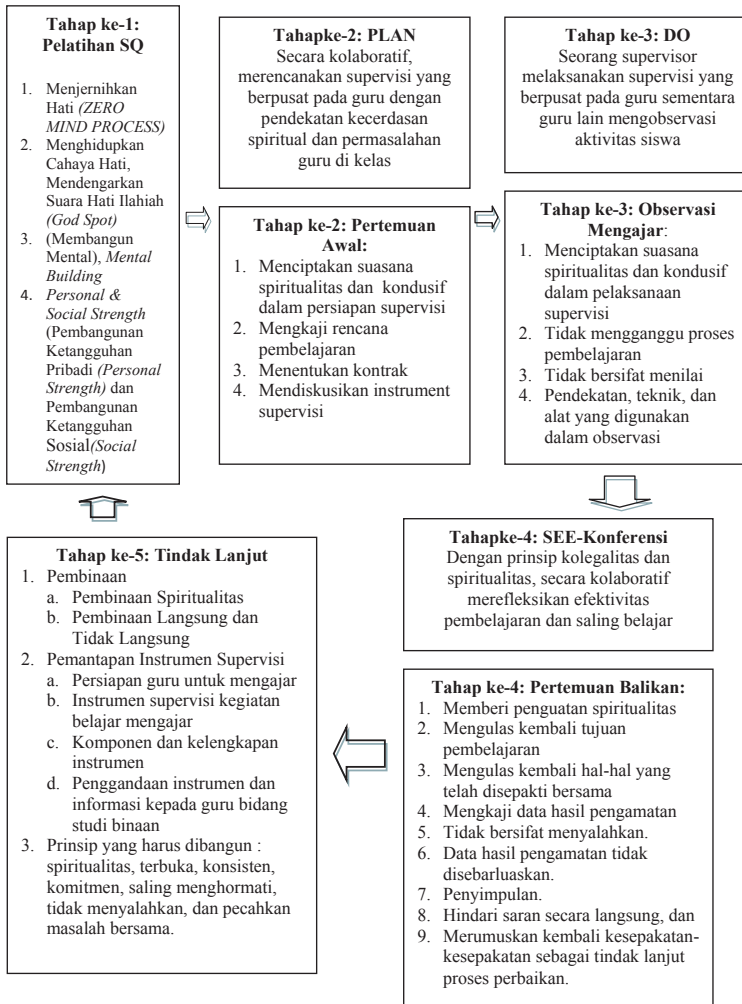 Tahap ke-1:
Pelatihan SQ
1. Menjernihkan
Hati (ZERO
MIND PROCESS)
2. Menghidupkan
Cahaya Hati,
Mendengarkan
Suara Hati Ilahiah
(God Spot)
3. (Membangun
Mental), Mental
Building
4. Personal &
Social Strength
(Pembangunan
Ketangguhan
Pribadi (Personal
Strength) dan
Pembangunan
Ketangguhan
Sosial(Social
Strength)
Tahapke-2: PLAN
Secara kolaboratif,
merencanakan supervisi yang
berpusat pada guru dengan
pendekatan kecerdasan
spiritual dan permasalahan
guru di kelas
Tahap ke-2: Pertemuan
Awal:
1. Menciptakan suasana
spiritualitas dan kondusif
dalam persiapan supervisi
2. Mengkaji rencana
pembelajaran
3. Menentukan kontrak
4. Mendiskusikan instrument
supervisi
Tahap ke-3: DO
Seorang supervisor
melaksanakan supervisi yang
berpusat pada guru sementara
guru lain mengobservasi
aktivitas siswa
Tahap ke-3: Observasi
Mengajar:
1. Menciptakan suasana
spiritualitas dan kondusif
dalam pelaksanaan
supervisi
2. Tidak mengganggu proses
pembelajaran
3. Tidak bersifat menilai
4. Pendekatan, teknik, dan
alat yang digunakan
dalam observasi
Tahapke-4: SEE-Konferensi
Dengan prinsip kolegalitas dan
spiritualitas, secara kolaboratif
merefleksikan efektivitas
pembelajaran dan saling belajar
Tahap ke-4: Pertemuan Balikan:
1. Memberi penguatan spiritualitas
2. Mengulas kembali tujuan
pembelajaran
3. Mengulas kembali hal-hal yang
telah disepakti bersama
4. Mengkaji data hasil pengamatan
5. Tidak bersifat menyalahkan.
6. Data hasil pengamatan tidak
disebarluaskan.
7. Penyimpulan.
8. Hindari saran secara langsung, dan
9. Merumuskan kembali kesepakatan-
kesepakatan sebagai tindak lanjut
proses perbaikan.
Tahap ke-5: Tindak Lanjut
1. Pembinaan
a. Pembinaan Spiritualitas
b. Pembinaan Langsung dan
Tidak Langsung
2. Pemantapan Instrumen Supervisi
a. Persiapan guru untuk mengajar
b. Instrumen supervisi kegiatan
belajar mengajar
c. Komponen dan kelengkapan
instrumen
d. Penggandaan instrumen dan
informasi kepada guru bidang
studi binaan
3. Prinsip yang harus dibangun :
spiritualitas, terbuka, konsisten,
komitmen, saling menghormati,
tidak menyalahkan, dan pecahkan
masalah bersama.